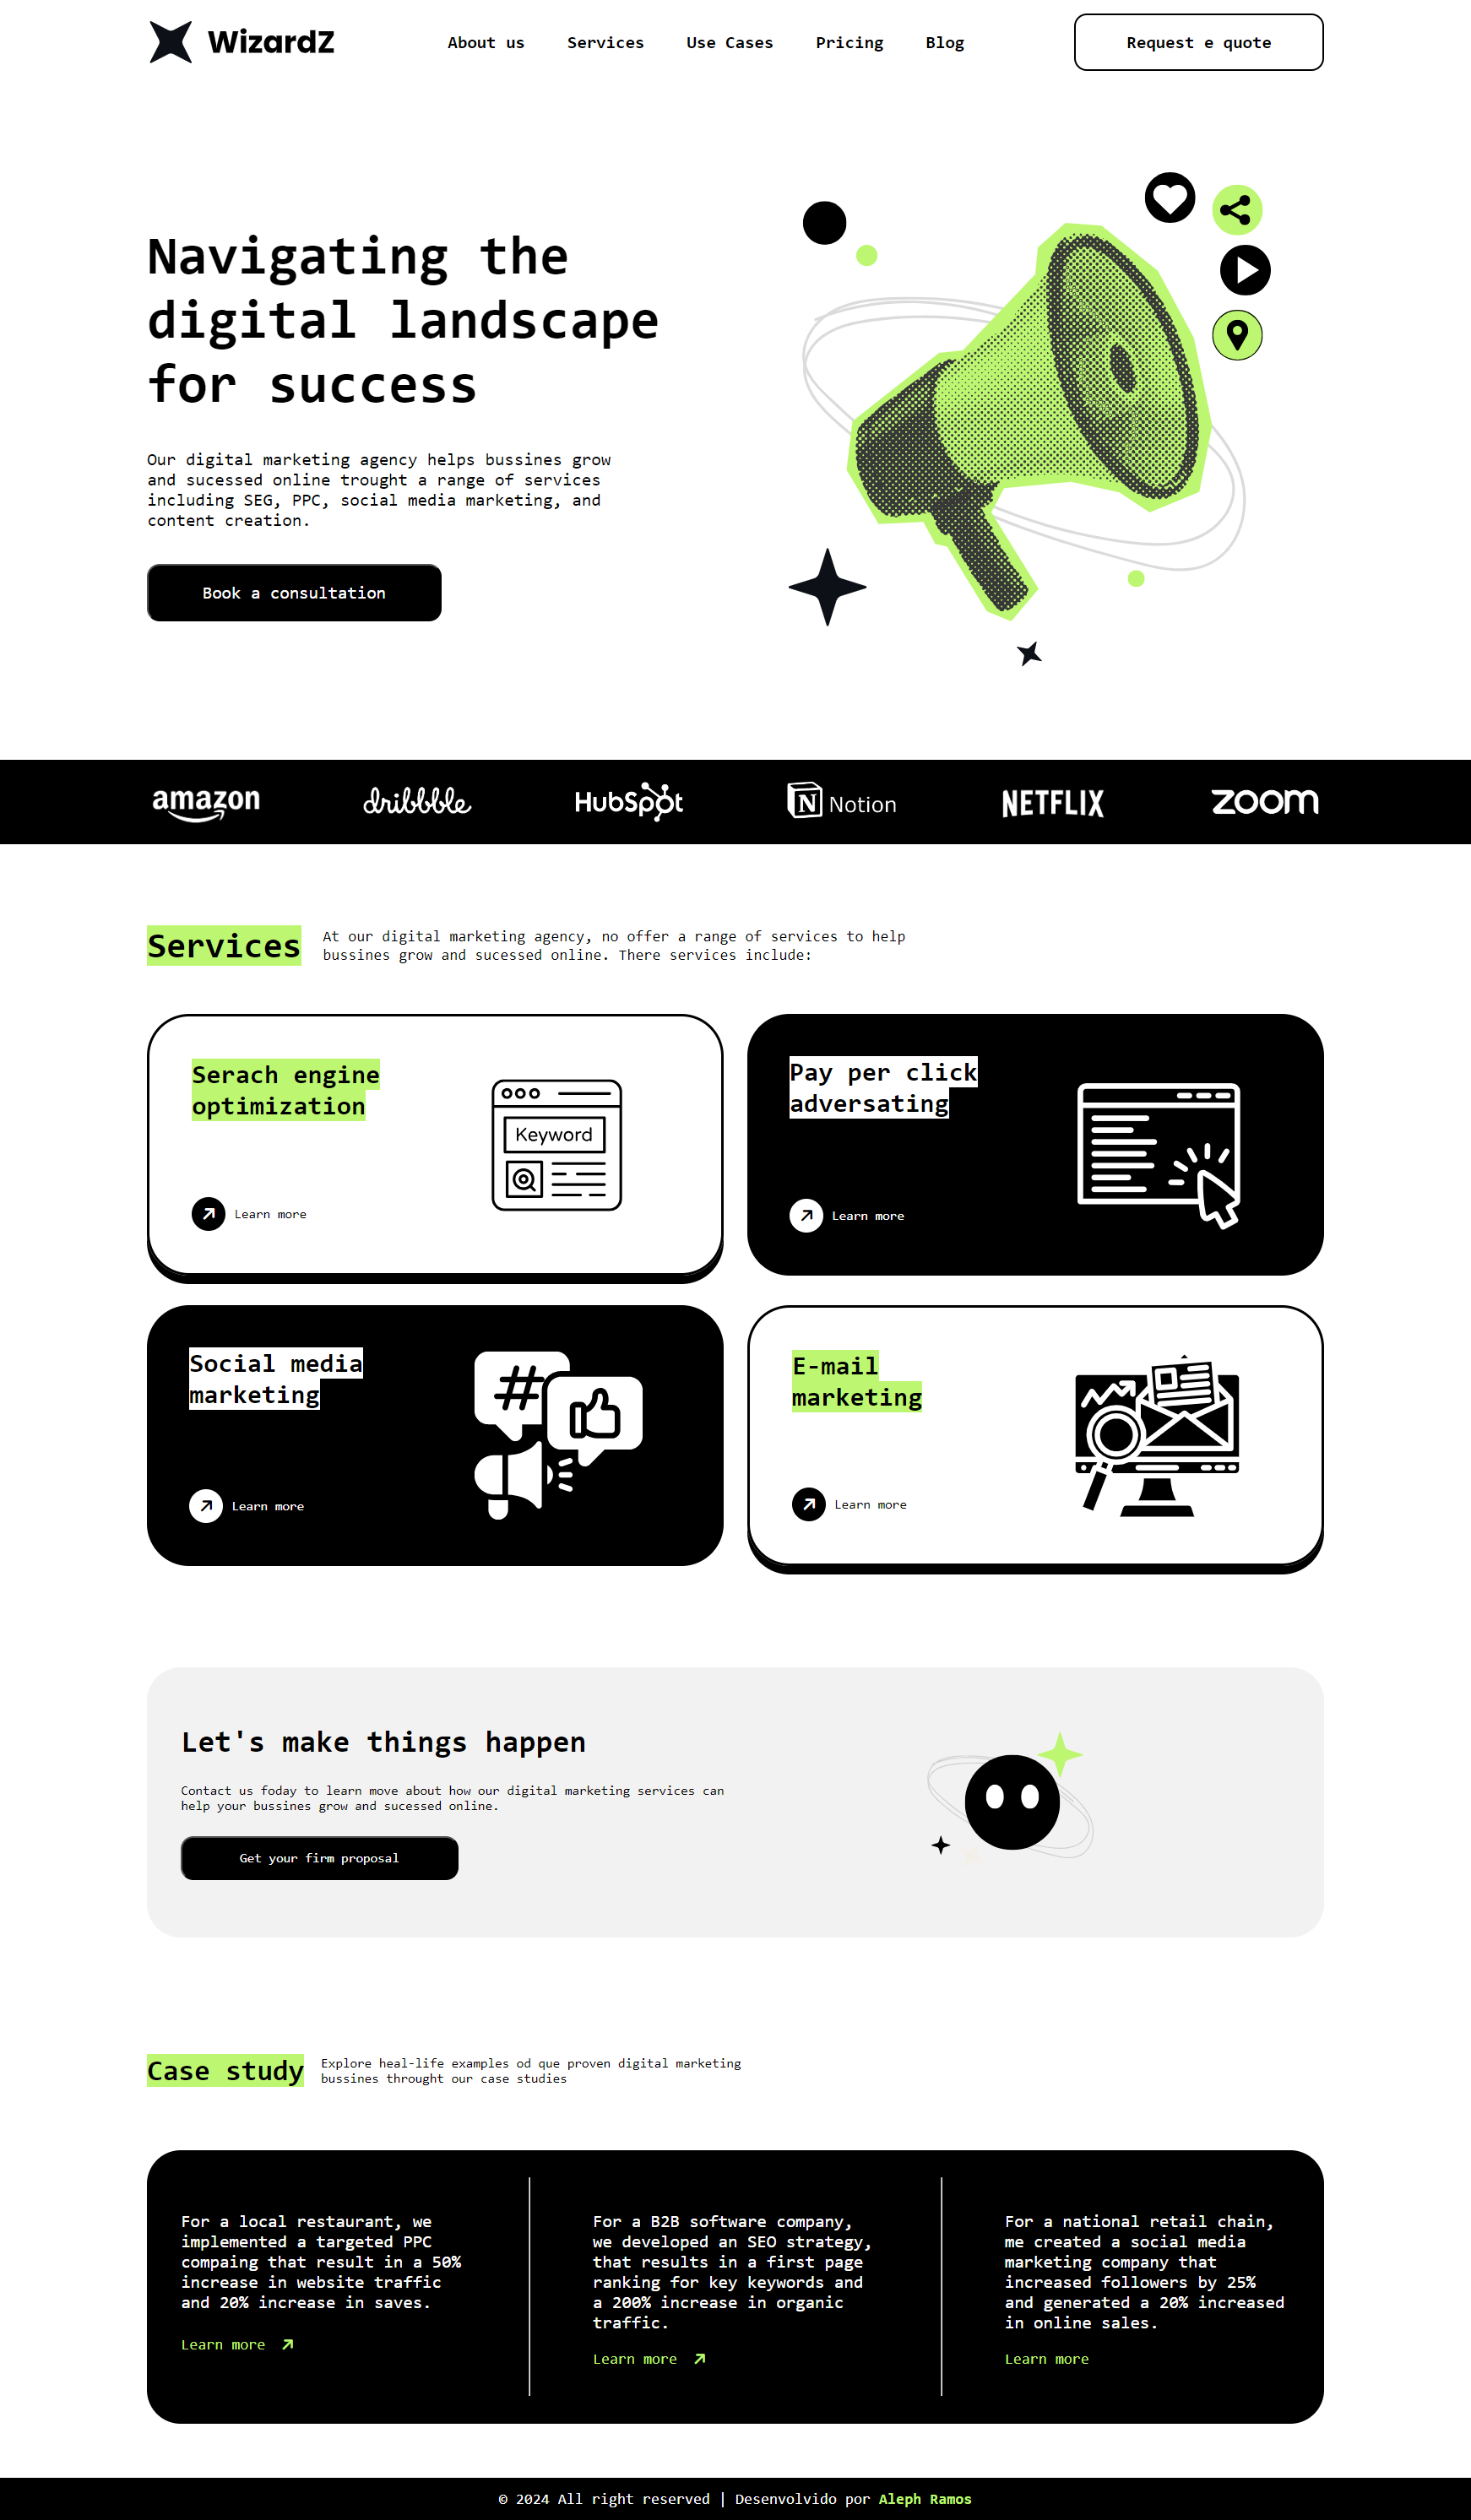 WizardZ
About us
Services
Use Cases
Pricing
Blog
Request e quote
Navigating the
digital landscape
for success
Our digital marketing agency helps bussines grow
and sucessed online trought a range of services
including SEG, PPC, social media marketing, and
content creation.
Book a consultation
amazon
dribbble
HubSpot
N Notion
NETFLIX
zoom
Services
At our digital marketing agency, no offer a range of services to help
bussines grow and sucessed online. There services include:
Serach engine
optimization
Keyword
Learn more
Pay per click
adversating
Learn more
Social media
marketing
#
Learn more
E-mail
marketing
Learn more
Let's make things happen
Contact us foday to learn move about how our digital marketing services can
help your bussines grow and sucessed online.
Get your firm proposal
Case study
Explore heal-life examples od que proven digital marketing
bussines throught our case studies
For a local restaurant, we
implemented a targeted PPC
compaing that result in a 50%
increase in website traffic
and 20% increase in saves.
Learn more
For a B2B software company,
we developed an SEO strategy,
that results in a first page
ranking for key keywords and
a 200% increase in organic
traffic.
Learn more
For a national retail chain,
me created a social media
marketing company that
increased followers by 25%
and generated a 20% increased
in online sales.
Learn more
© 2024 All right reserved | Desenvolvido por Aleph Ramos